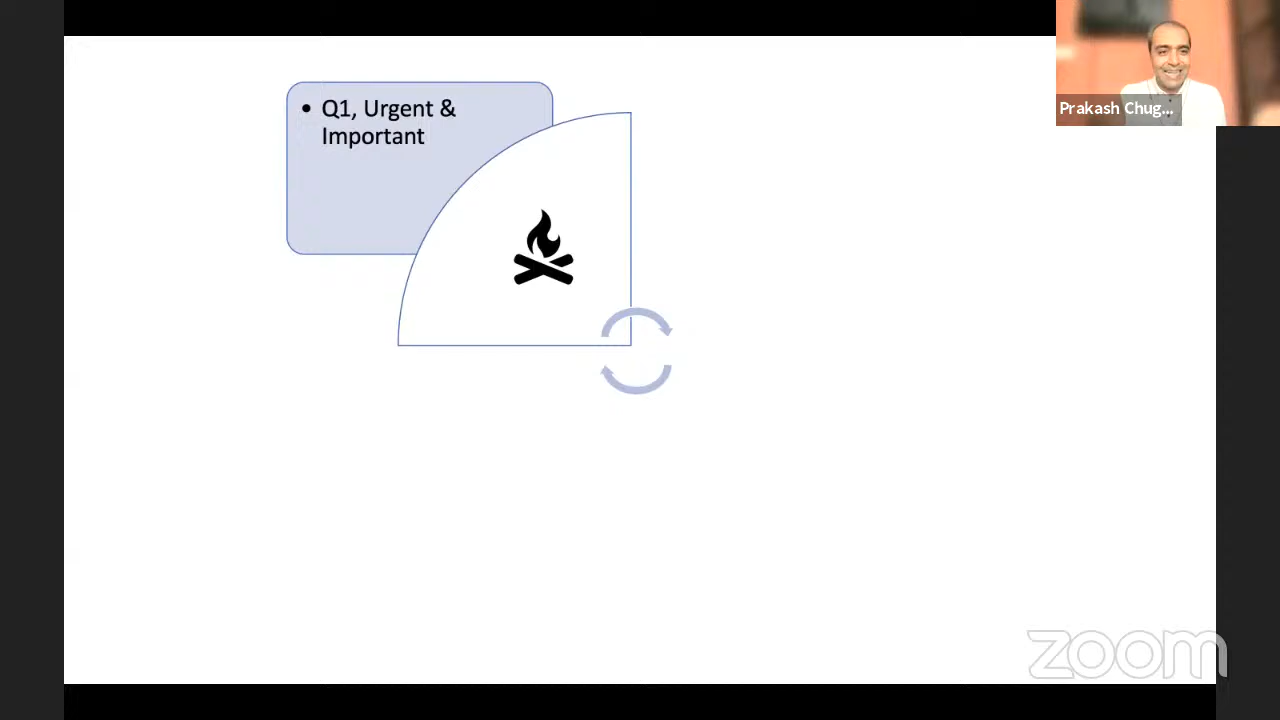 Prakash Chug...
• Q1, Urgent &
Important
zoom